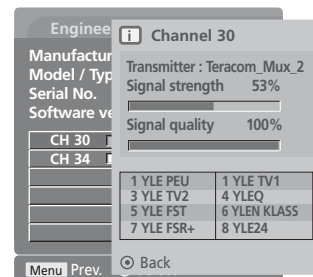 Engine
Manufactur
Model / Typ
Serial No.
Software ve
CH 30
CH 34
Menu Prev.
i Channel 30
Transmitter : Teracom_Mux_2
Signal strength 53%
Signal quality 100%
1 YLE PEU 1 YLE TV1
3 YLE TV2 4 YLEQ
5 YLE FST 6 YLEN KLASS
7 YLE FSR+ 8 YLE24
Back